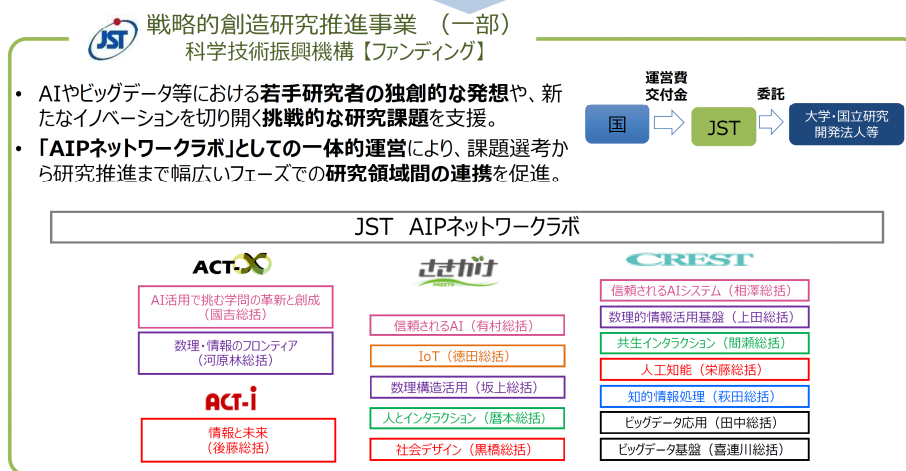 JST
戦略的創造研究推進事業 （一部）
科学技術振興機構【ファンディング】
• AIやビッグデータ等における若手研究者の独創的な発想や、新
たなイノベーションを切り開く挑戦的な研究課題を支援。
• 「AIPネットワークラボ」としての一体的運営により、課題選考か
ら研究推進まで幅広いフェーズでの研究領域間の連携を促進。
運営費
交付金
委託
国
JST
大学・国立研究
開発法人等
JST AIPネットワークラボ
ACT-X
AI活用で挑む学問の革新と創成
（國吉総括）
数理・情報のフロンティア
（河原林総括）
ACT-i
情報と未来
（後藤総括）
さきがけ
PRESTO
信頼されるAI（有村総括）
IoT（徳田総括）
数理構造活用（坂上総括）
人とインタラクション（暦本総括）
社会デザイン（黒橋総括）
CREST
信頼されるAIシステム（相澤総括）
数理的情報活用基盤（上田総括）
共生インタラクション（間瀬総括）
人工知能（栄藤総括）
知的情報処理（萩田総括）
ビッグデータ応用（田中総括）
ビッグデータ基盤（喜連川総括）